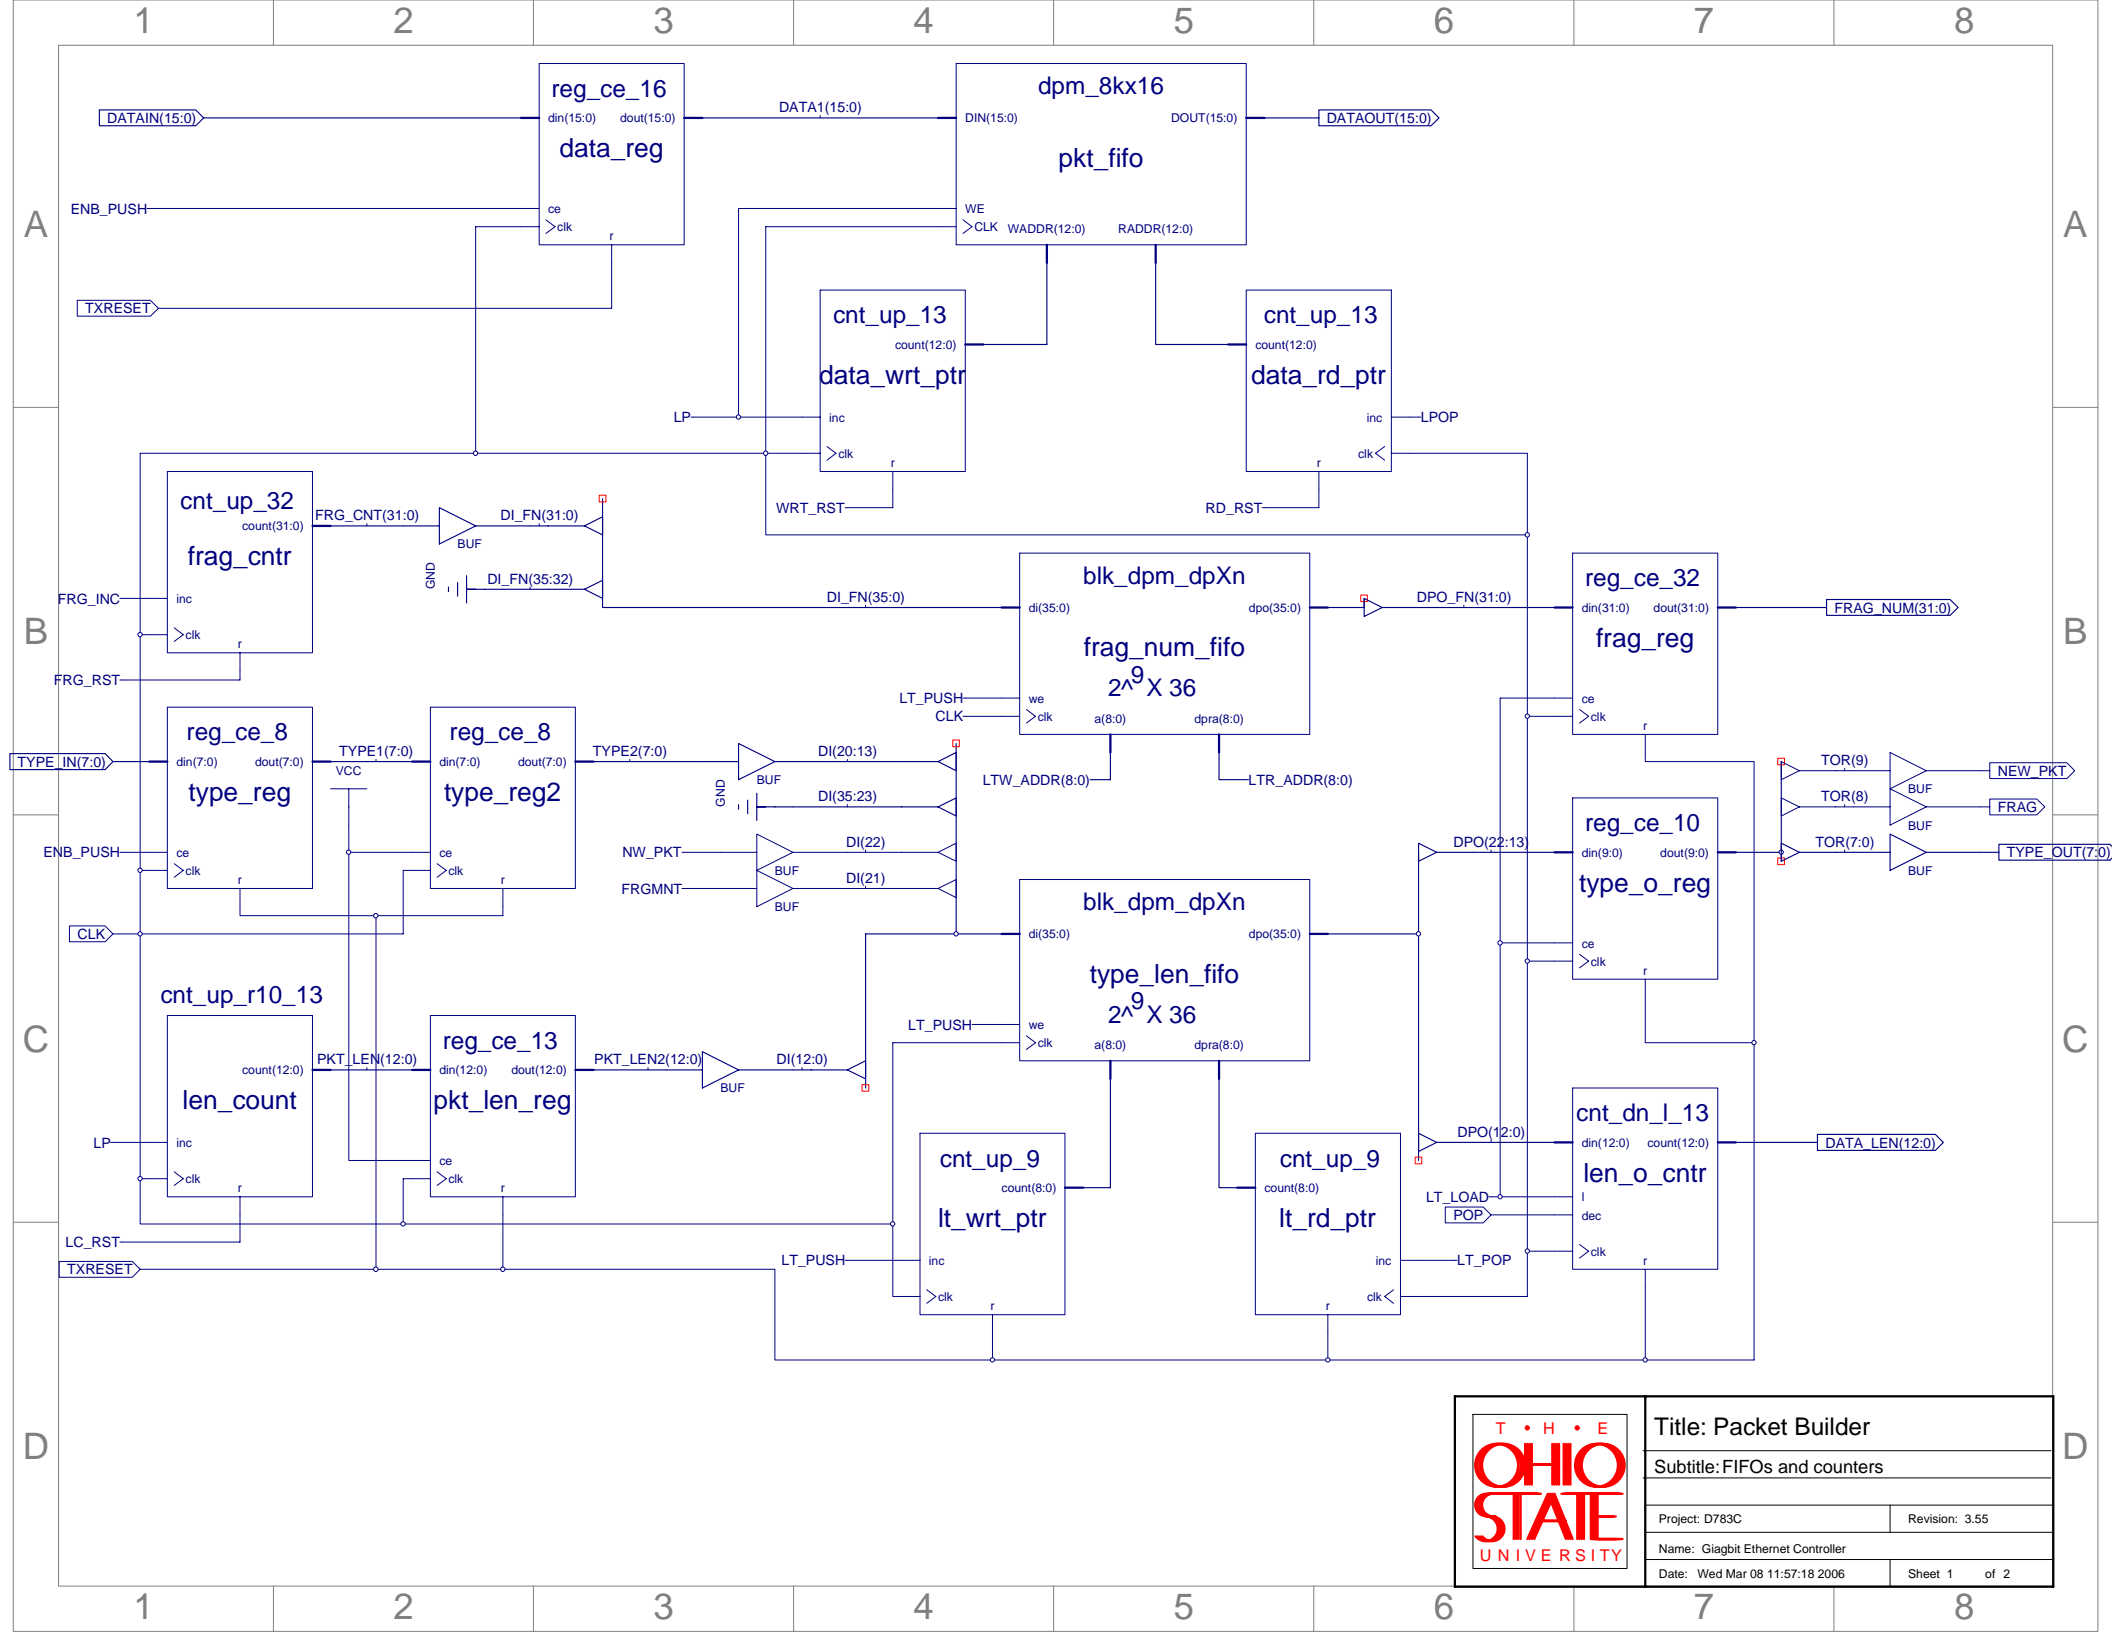 1 2 3 4 5 6 7 8
reg_ce_16
din(15:0) dout(15:0)
data_reg
ce
clk
r
DATAIN(15:0)
ENB_PUSH
TXRESET
DATA1(15:0)
dpm_8kx16
DIN(15:0) DOUT(15:0)
pkt_fifo
WE
CLK WADDR(12:0) RADDR(12:0)
DATAOUT(15:0)
A A
cnt_up_13
count(12:0)
data_wrt_ptr
inc
clk
r
LP
WRT_RST
cnt_up_13
count(12:0)
data_rd_ptr
inc
clk
r
LPOP
RD_RST
cnt_up_32
count(31:0)
frag_cntr
inc
clk
r
FRG_INC
FRG_RST
FRG_CNT(31:0)
BUF
DI_FN(31:0)
GND
DI_FN(35:32)
DI_FN(35:0)
blk_dpm_dpXn
di(35:0) dpo(35:0)
frag_num_fifo
2^9 X 36
we
clk
a(8:0) dpra(8:0)
LT_PUSH
CLK
LTW_ADDR(8:0)
LTR_ADDR(8:0)
DPO_FN(31:0)
reg_ce_32
din(31:0) dout(31:0)
frag_reg
ce
clk
r
FRAG_NUM(31:0)
B B
TYPE_IN(7:0)
reg_ce_8
din(7:0) dout(7:0)
type_reg
ce
clk
r
ENB_PUSH
TYPE1(7:0)
VCC
reg_ce_8
din(7:0) dout(7:0)
type_reg2
ce
clk
r
TYPE2(7:0)
BUF
DI(20:13)
GND
DI(35:23)
NW_PKT
BUF
DI(22)
FRGMNT
BUF
DI(21)
CLK
blk_dpm_dpXn
di(35:0) dpo(35:0)
type_len_fifo
2^9 X 36
we
clk
a(8:0) dpra(8:0)
LT_PUSH
DPO(22:13)
reg_ce_10
din(9:0) dout(9:0)
type_o_reg
ce
clk
r
TOR(9)
BUF
NEW_PKT
TOR(8)
BUF
FRAG
TOR(7:0)
BUF
TYPE_OUT(7:0)
C C
cnt_up_r10_13
count(12:0)
len_count
inc
clk
r
LP
LC_RST
PKT_LEN(12:0)
reg_ce_13
din(12:0) dout(12:0)
pkt_len_reg
ce
clk
r
PKT_LEN2(12:0)
BUF
DI(12:0)
cnt_up_9
count(8:0)
lt_wrt_ptr
inc
clk
r
LT_PUSH
cnt_up_9
count(8:0)
lt_rd_ptr
inc
clk
r
LT_POP
DPO(12:0)
cnt_dn_l_13
din(12:0) count(12:0)
len_o_cntr
l
dec
clk
r
LT_LOAD
POP
DATA_LEN(12:0)
TXRESET
D D
T • H • E
OHIO
STATE
UNIVERSITY
Title: Packet Builder
Subtitle: FIFOs and counters
Project: D783C Revision: 3.55
Name: Giagbit Ethernet Controller
Date: Wed Mar 08 11:57:18 2006 Sheet 1 of 2
1 2 3 4 5 6 7 8